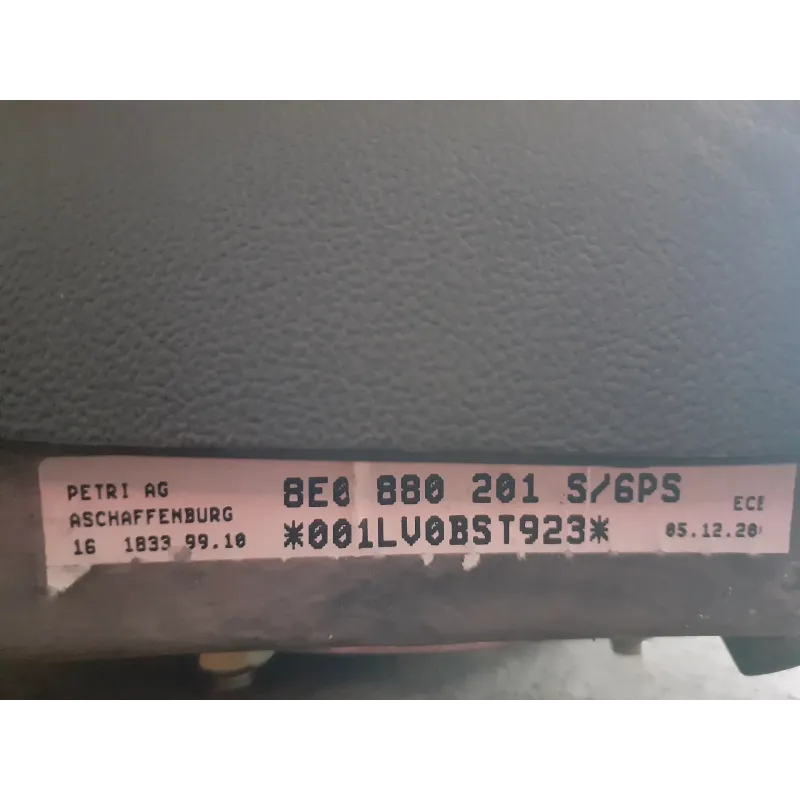 PETRI AG
ASCHAFFENBURG
16 1833 99.10
8E0 880 201 S/6PS
*001LV0BST923*
ECE
05.12.20